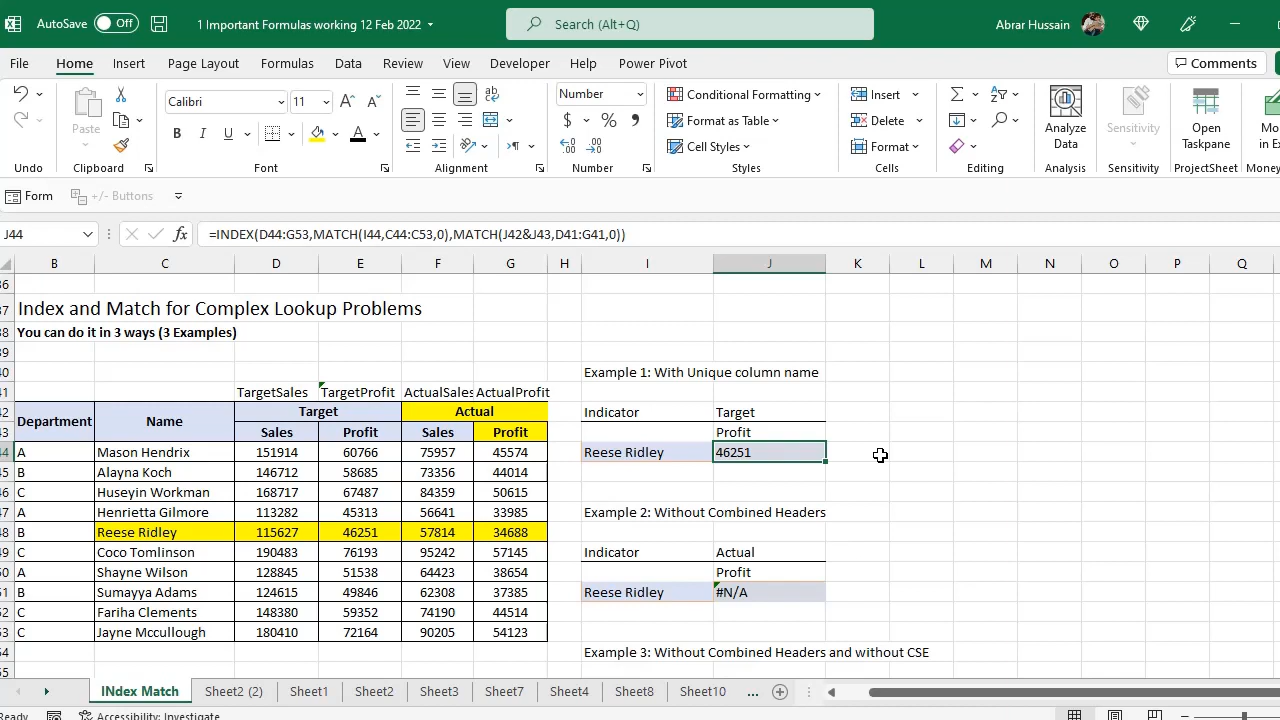 AutoSave Off 1 Important Formulas working 12 Feb 2022 Search (Alt+Q) Abrar Hussain
File Home Insert Page Layout Formulas Data Review View Developer Help Power Pivot Comments
Paste Calibri 11 Number Conditional Formatting Insert
$ % Format as Table Delete
B I U A Cell Styles Format
Analyze Data Sensitivity Open Taskpane
Undo Clipboard Font Alignment Number Styles Cells Editing Analysis Sensitivity ProjectSheet
Form +/- Buttons
J44 fx =INDEX(D44:G53,MATCH(I44,C44:C53,0),MATCH(J42&J43,D41:G41,0))
B C D E F G H I J K L M N O P Q
Index and Match for Complex Lookup Problems
You can do it in 3 ways (3 Examples)
Example 1: With Unique column name
TargetSales TargetProfit ActualSales ActualProfit
Department Name Target Actual Indicator Target
Sales Profit Sales Profit Profit
A Mason Hendrix 151914 60766 75957 45574 Reese Ridley 46251
B Alayna Koch 146712 58685 73356 44014
C Huseyin Workman 168717 67487 84359 50615
A Henrietta Gilmore 113282 45313 56641 33985 Example 2: Without Combined Headers
B Reese Ridley 115627 46251 57814 34688
C Coco Tomlinson 190483 76193 95242 57145 Indicator Actual
A Shayne Wilson 128845 51538 64423 38654 Profit
B Sumayya Adams 124615 49846 62308 37385 Reese Ridley #N/A
C Fariha Clements 148380 59352 74190 44514
C Jayne Mccullough 180410 72164 90205 54123
Example 3: Without Combined Headers and without CSE
INdex Match Sheet2 (2) Sheet1 Sheet2 Sheet3 Sheet7 Sheet4 Sheet8 Sheet10 ...
Accessibility: Investigate